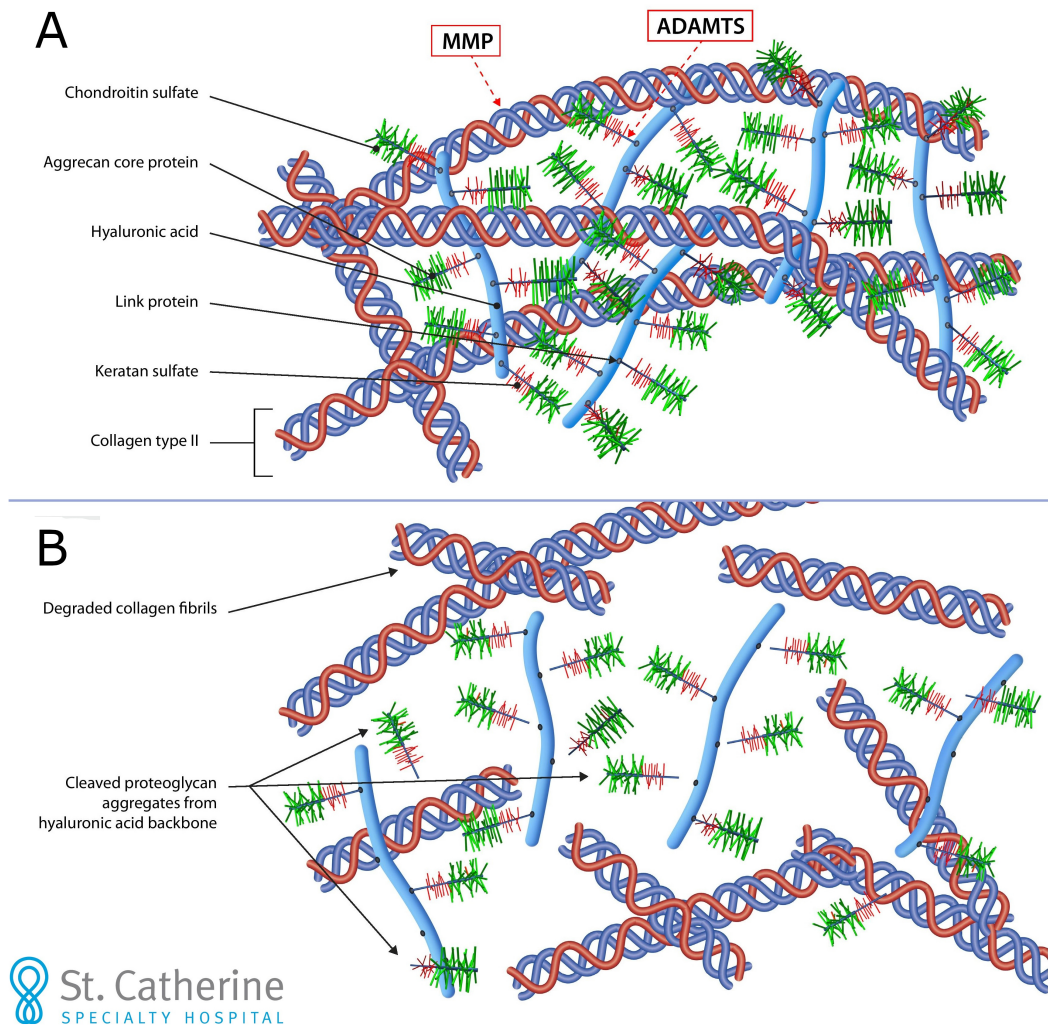 A
MMP
ADAMTS
Chondroitin sulfate
Aggrecan core protein
Hyaluronic acid
Link protein
Keratan sulfate
Collagen type II
B
Degraded collagen fibrils
Cleaved proteoglycan
aggregates from
hyaluronic acid backbone
St. Catherine
SPECIALTY HOSPITAL